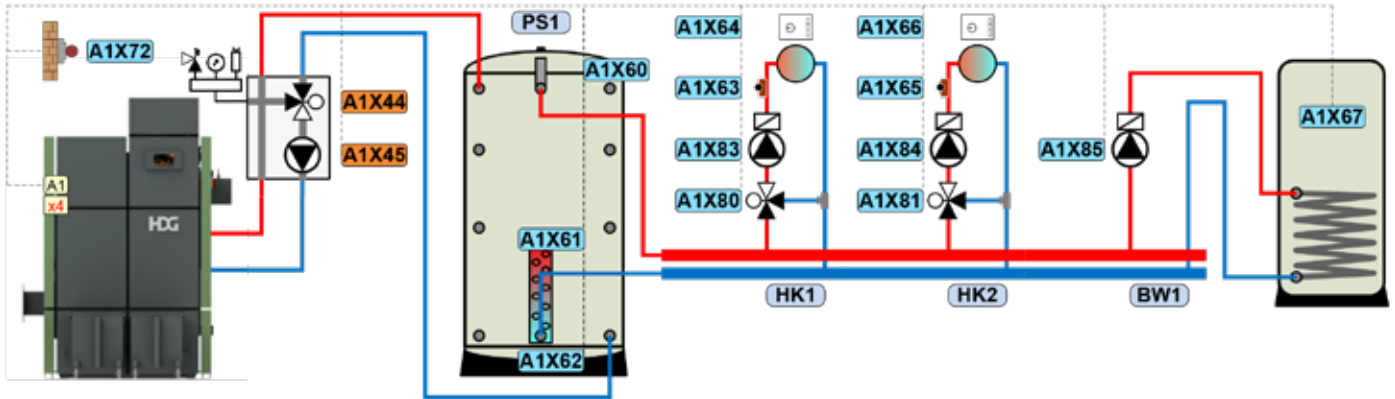 PS1
A1X72
A1X60
A1X64
A1X66
A1X44
A1X63
A1X65
A1X67
A1X45
A1X83
A1X84
A1X85
A1
x4
HDG
A1X80
A1X81
A1X61
HK1
HK2
BW1
A1X62